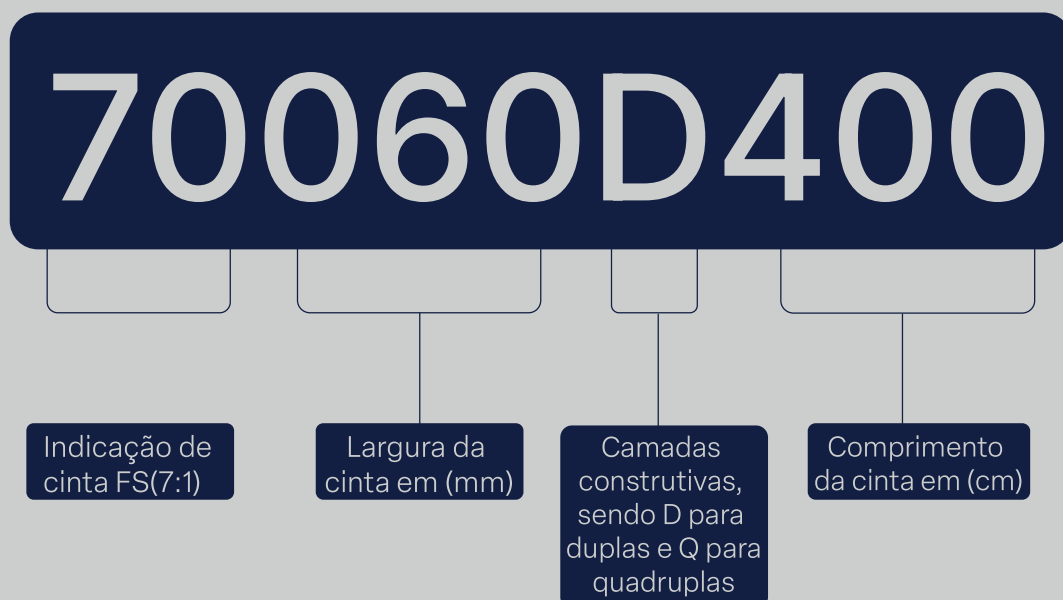 70060D400
Indicação de
cinta FS(7:1)
Largura da
cinta em (mm)
Camadas
construtivas,
sendo D para
duplas e Q para
quadruplas
Comprimento
da cinta em (cm)